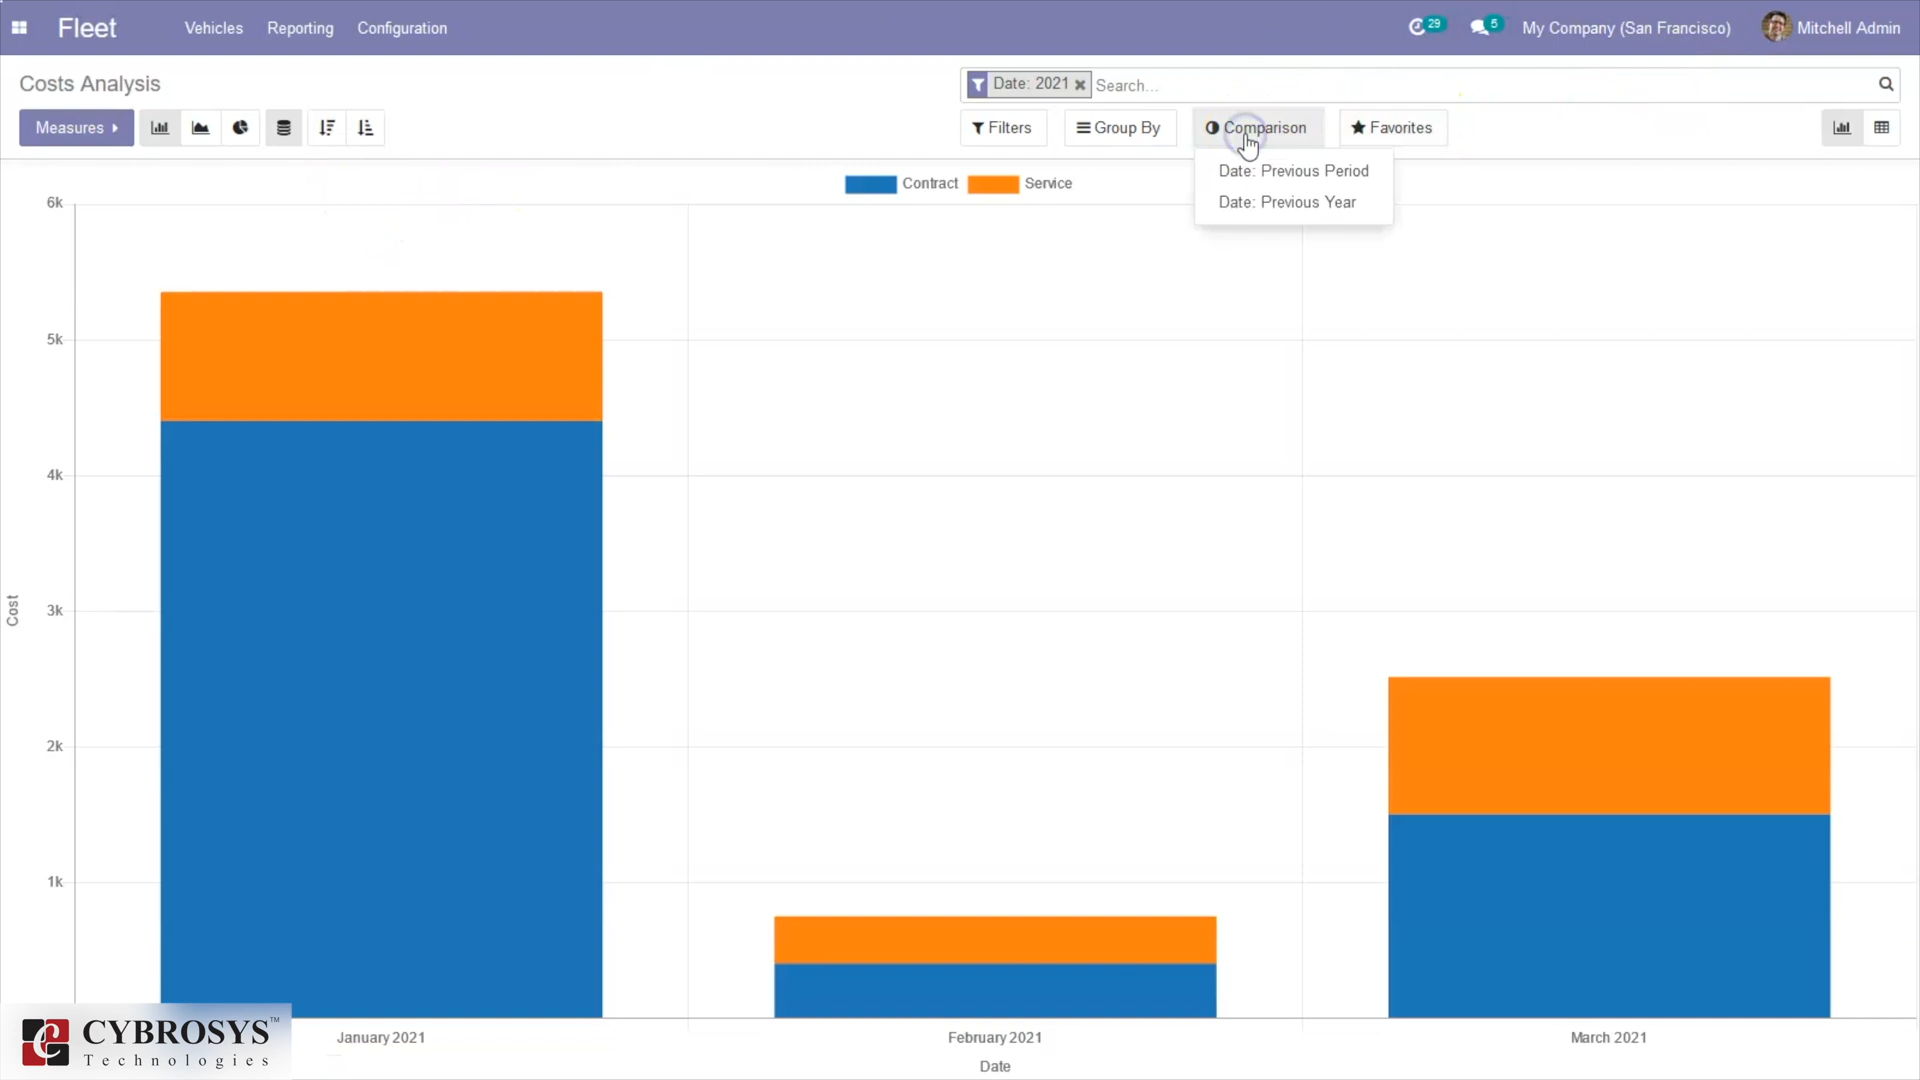 Fleet
Vehicles
Reporting
Configuration
29
5
My Company (San Francisco)
Mitchell Admin
Costs Analysis
Date: 2021
Search...
Measures
Filters
Group By
Comparison
Favorites
Date: Previous Period
Date: Previous Year
Contract
Service
6k
5k
4k
3k
2k
1k
Cost
January 2021
February 2021
March 2021
Date
CYBROSYS™
Technologies